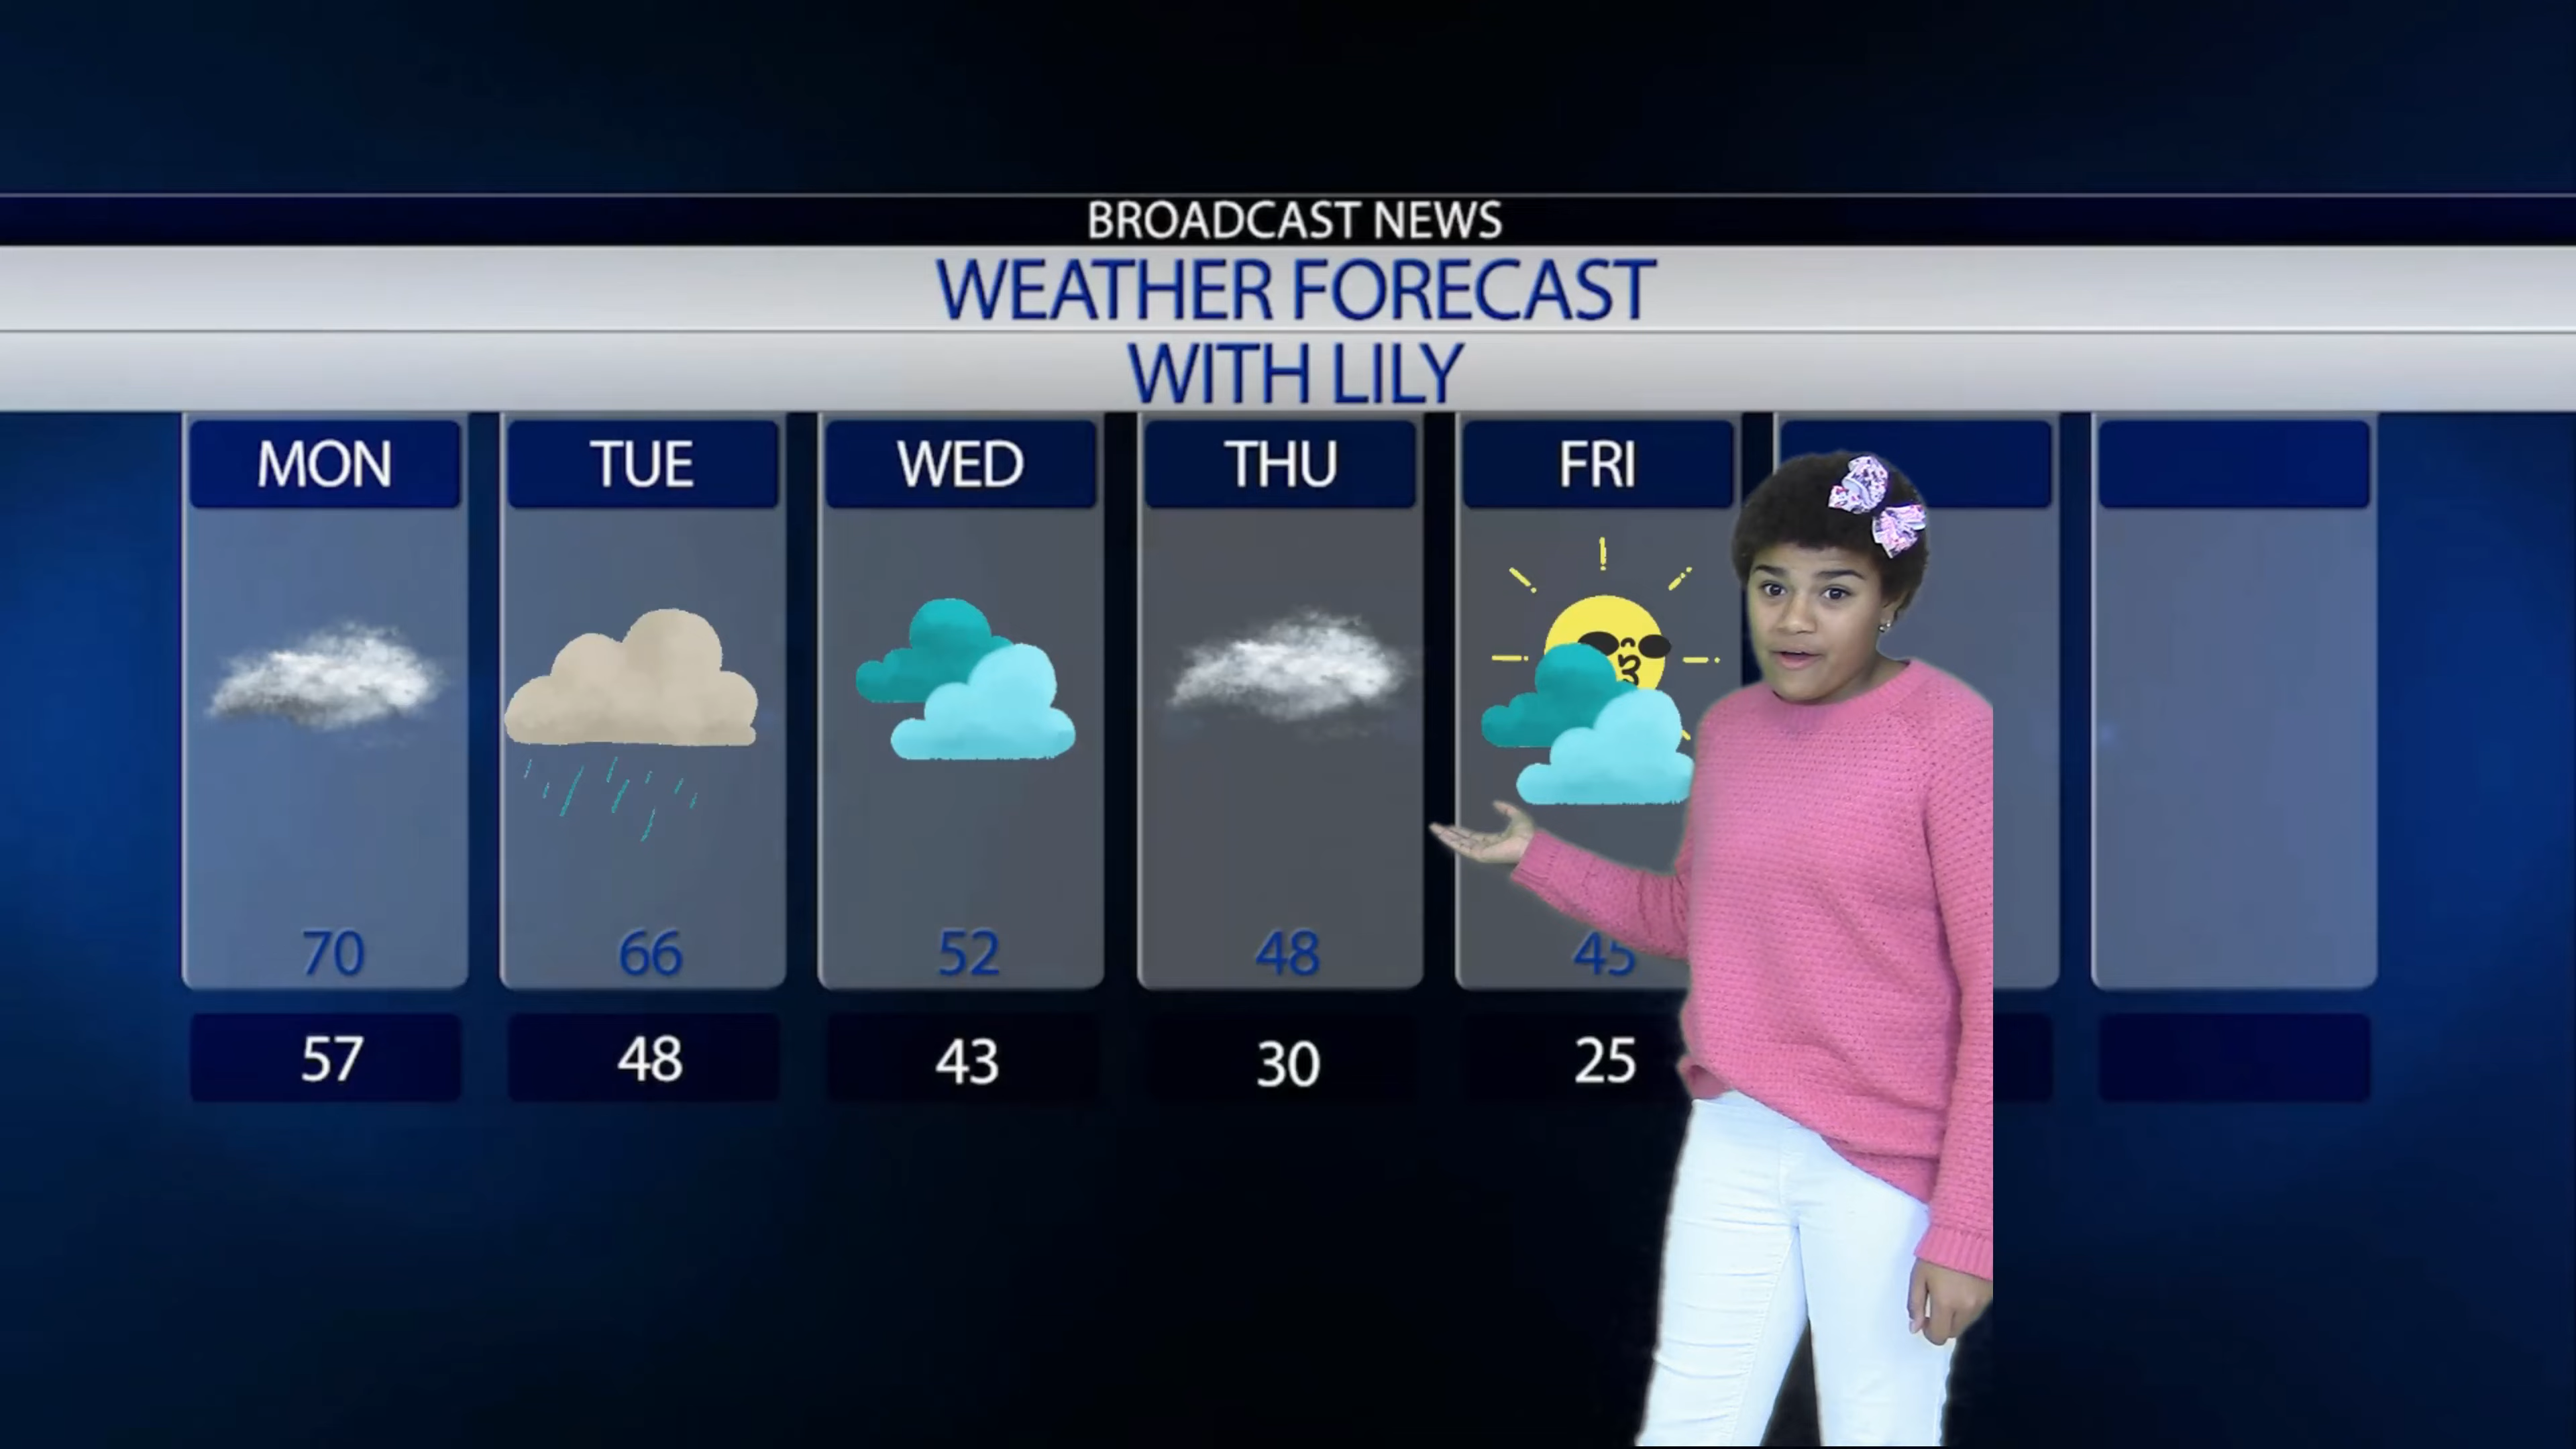 BROADCAST NEWS
WEATHER FORECAST
WITH LILY
MON TUE WED THU FRI
70 66 52 48 45
57 48 43 30 25